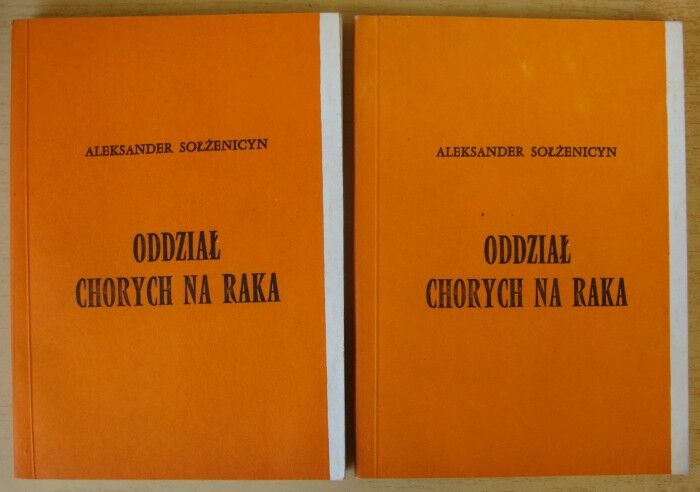 ALEKSANDER SOŁŻENICYN
ODDZIAŁ
CHORYCH NA RAKA
ALEKSANDER SOŁŻENICYN
ODDZIAŁ
CHORYCH NA RAKA